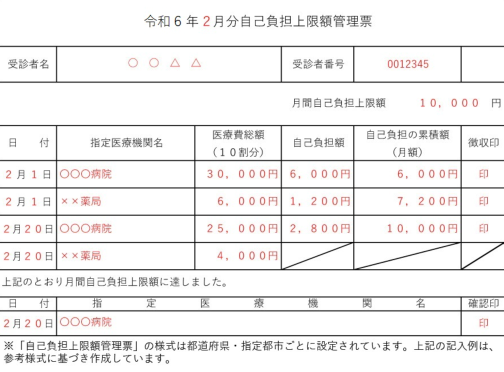 令和６年２月分自己負担上限額管理票
受診者名 〇 〇 △ △ 受診者番号 0012345
月間自己負担上限額 １０，０００ 円
日 付 指定医療機関名 医療費総額（１０割分） 自己負担額 自己負担の累積額（月額） 徴収印
２月１日 〇〇〇病院 ３０，０００円 ６，０００円 ６，０００円 印
２月１日 ××薬局 ６，０００円 １，２００円 ７，２００円 印
２月２０日 〇〇〇病院 ２５，０００円 ２，８００円 １０，０００円 印
２月２０日 ××薬局 ４，０００円
上記のとおり月間自己負担上限額に達しました。
日 付 指 定 医 療 機 関 名 確認印
２月２０日 〇〇〇病院 印
※「自己負担上限額管理票」の様式は都道府県・指定都市ごとに設定されています。上記の記入例は、
参考様式に基づき作成しています。